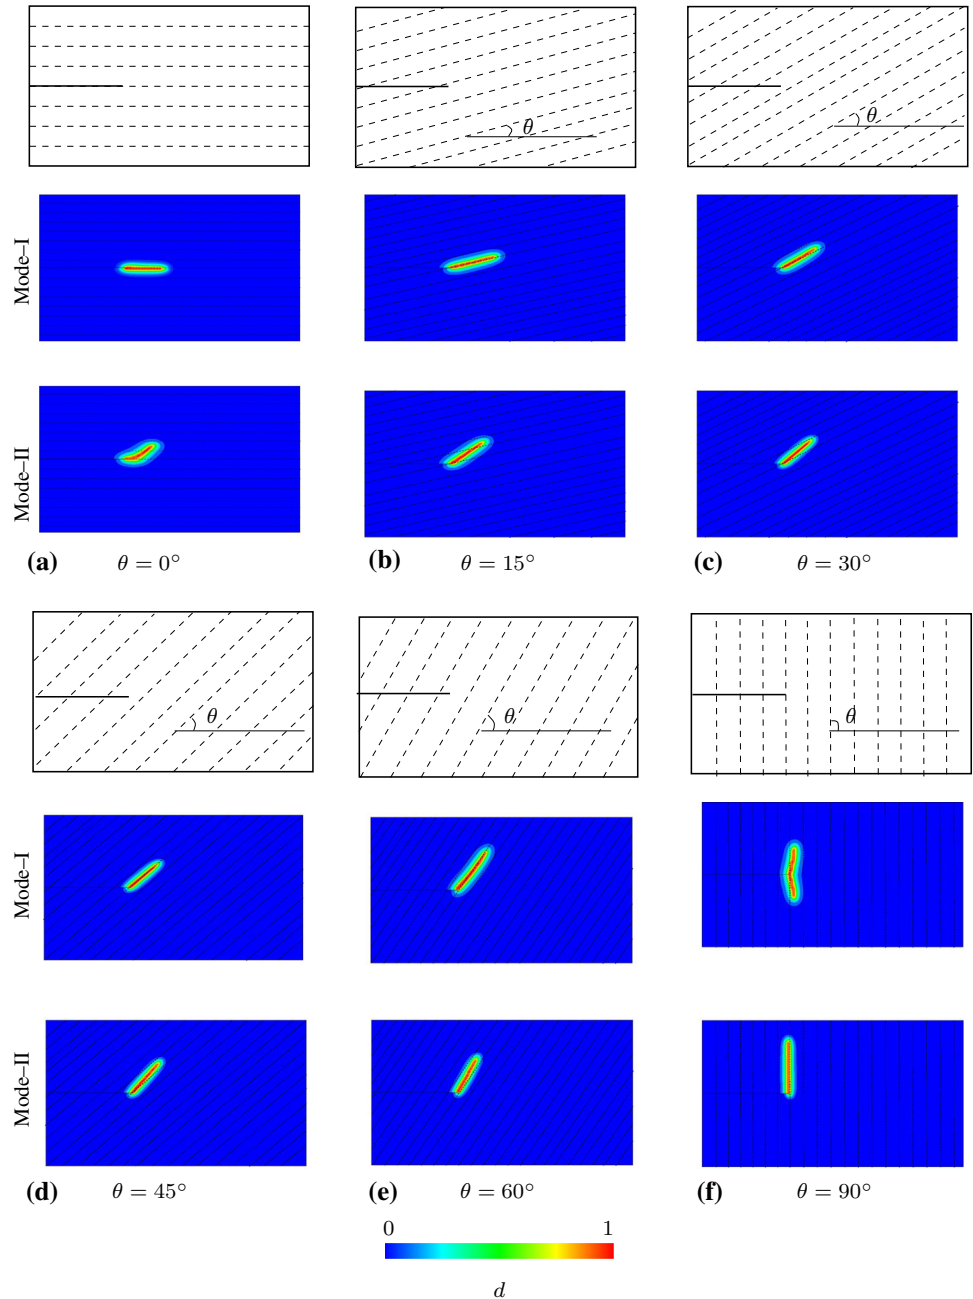 θ
θ
Mode–I
Mode–II
(a) θ = 0° (b) θ = 15° (c) θ = 30°
θ
θ
θ
Mode–I
Mode–II
(d) θ = 45° (e) θ = 60° (f) θ = 90°
0 1
d